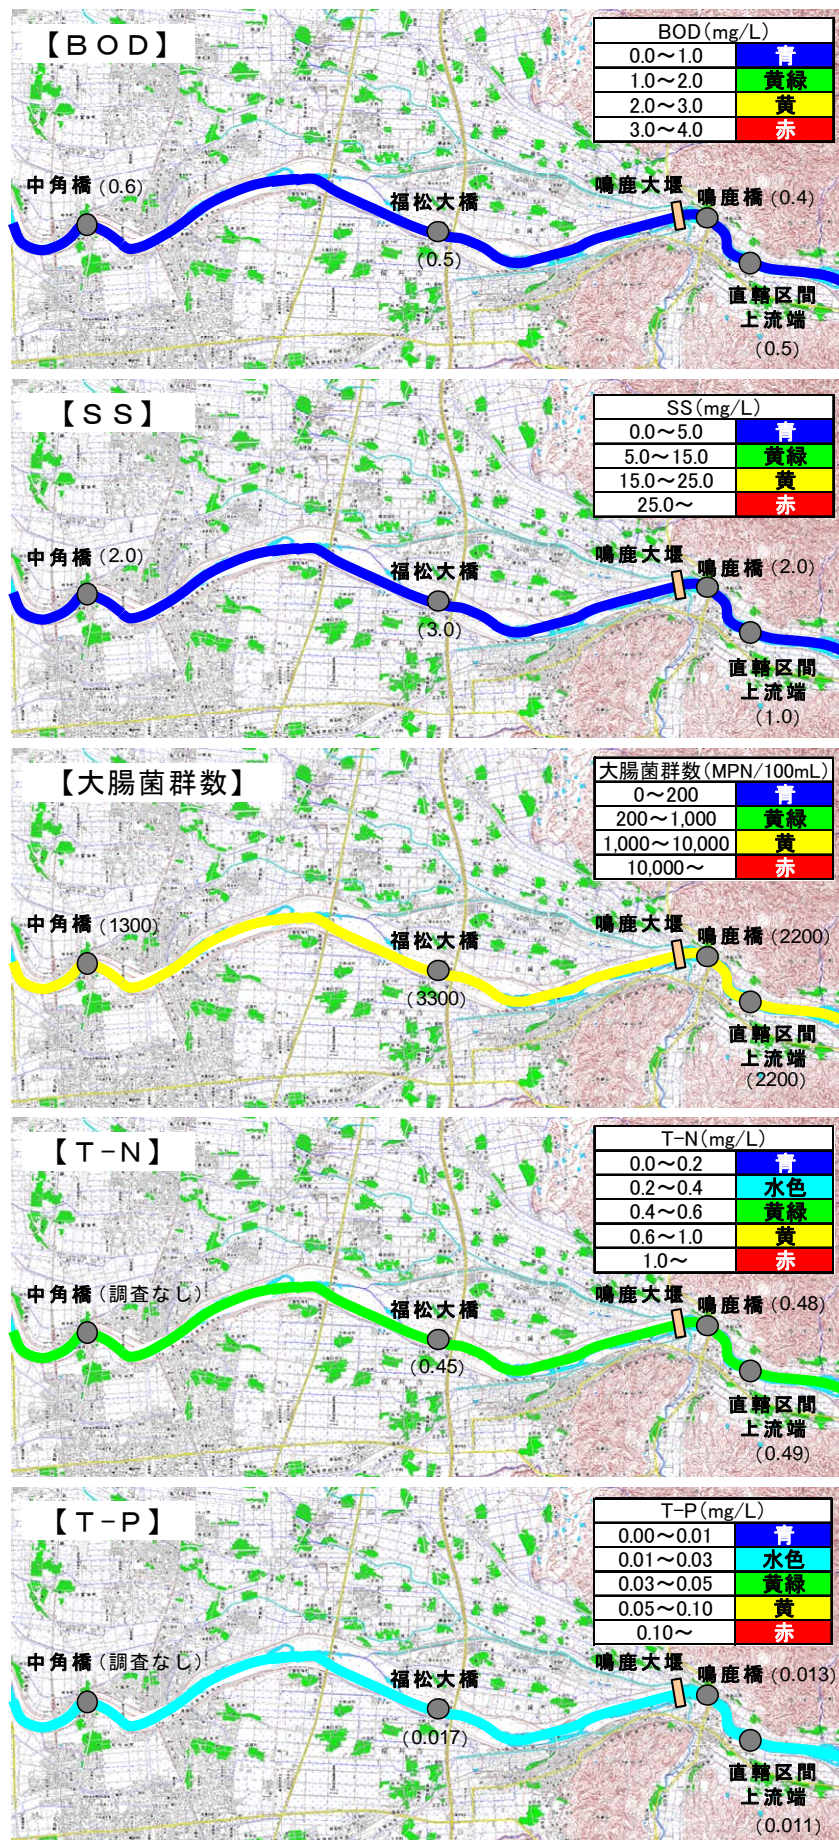 【BOD】
BOD(mg/L)
0.0～1.0 青
1.0～2.0 黄緑
2.0～3.0 黄
3.0～4.0 赤
中角橋 (0.6)
福松大橋
(0.5)
鳴鹿大堰
鳴鹿橋 (0.4)
直轄区間
上流端
(0.5)
【SS】
SS(mg/L)
0.0～5.0 青
5.0～15.0 黄緑
15.0～25.0 黄
25.0～ 赤
中角橋 (2.0)
福松大橋
(3.0)
鳴鹿大堰
鳴鹿橋 (2.0)
直轄区間
上流端
(1.0)
【大腸菌群数】
大腸菌群数(MPN/100mL)
0～200 青
200～1,000 黄緑
1,000～10,000 黄
10,000～ 赤
中角橋 (1300)
福松大橋
(3300)
鳴鹿大堰
鳴鹿橋 (2200)
直轄区間
上流端
(2200)
【T-N】
T-N(mg/L)
0.0～0.2 青
0.2～0.4 水色
0.4～0.6 黄緑
0.6～1.0 黄
1.0～ 赤
中角橋 (調査なし)
福松大橋
(0.45)
鳴鹿大堰
鳴鹿橋 (0.48)
直轄区間
上流端
(0.49)
【T-P】
T-P(mg/L)
0.00～0.01 青
0.01～0.03 水色
0.03～0.05 黄緑
0.05～0.10 黄
0.10～ 赤
中角橋 (調査なし)
福松大橋
(0.017)
鳴鹿大堰
鳴鹿橋 (0.013)
直轄区間
上流端
(0.011)